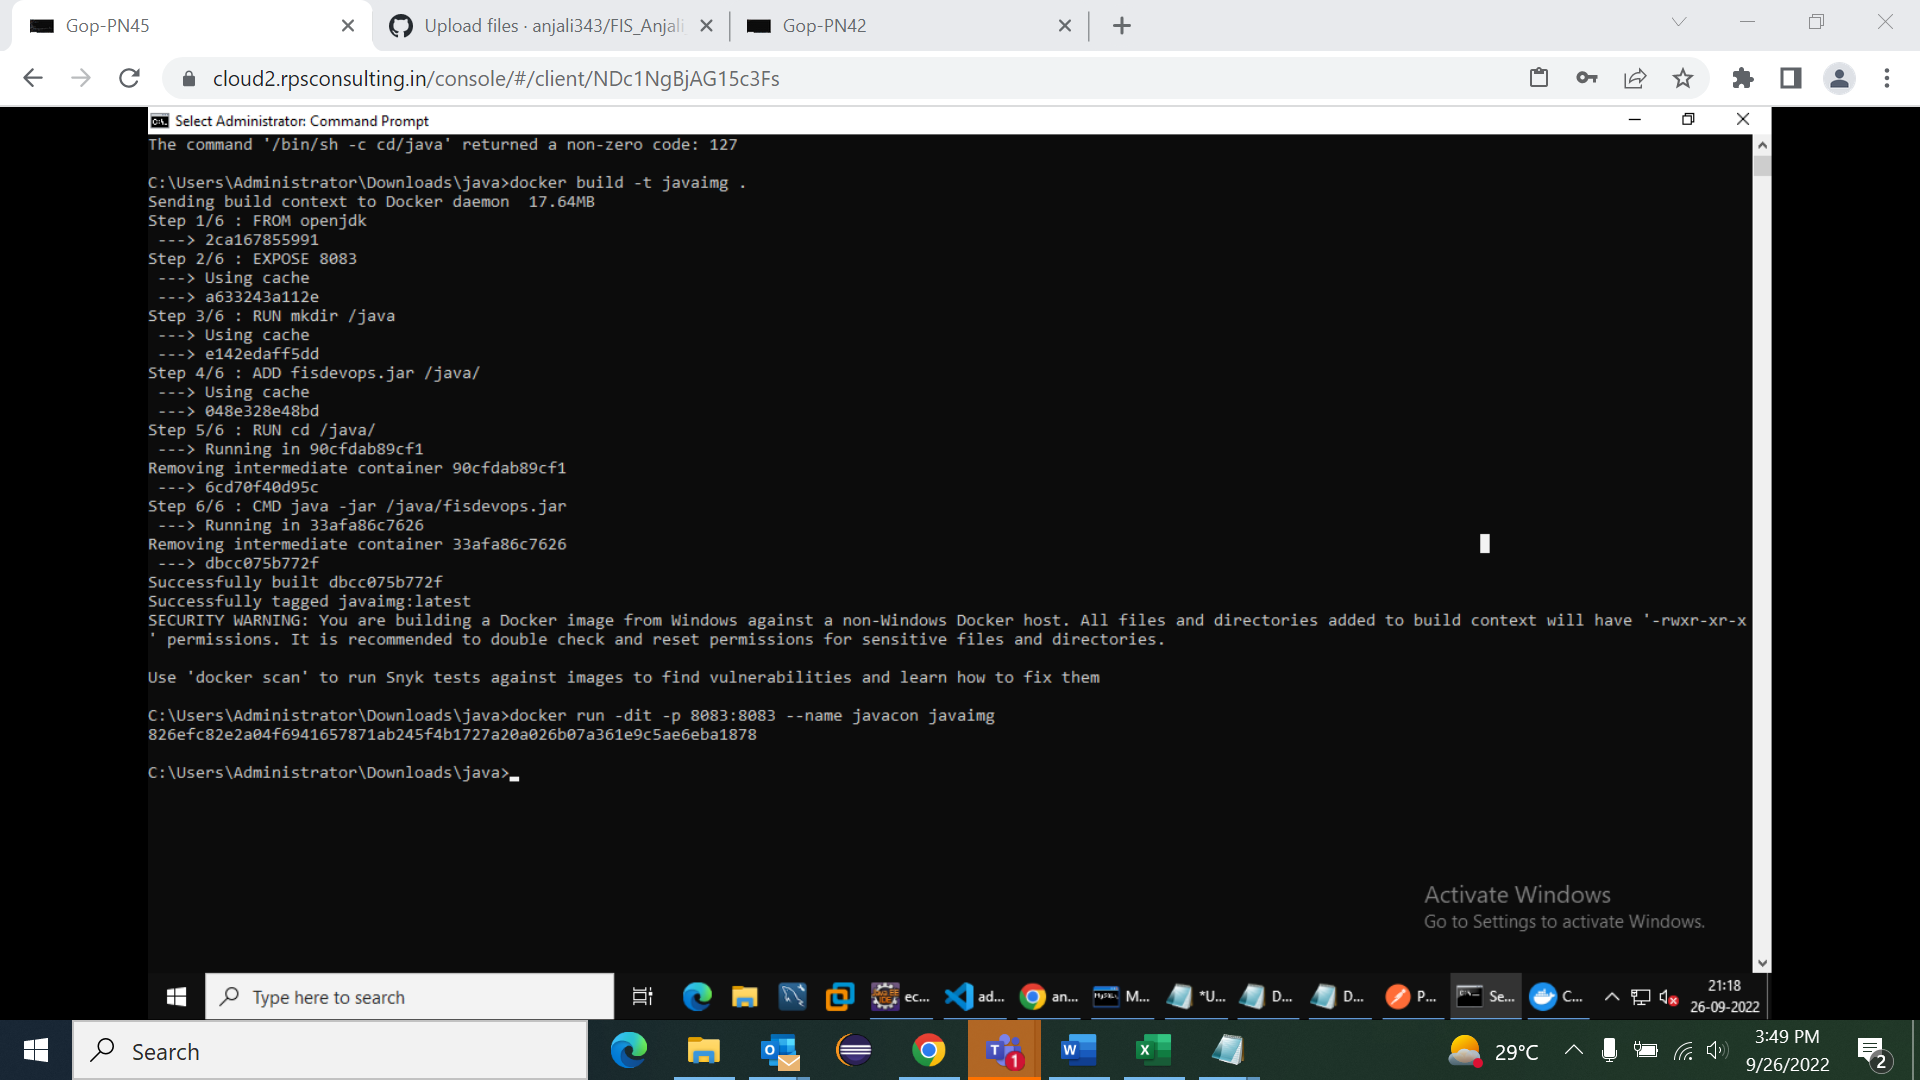 Gop-PN45
Upload files · anjali343/FIS_Anjali
Gop-PN42
cloud2.rpsconsulting.in/console/#/client/NDc1NgBjAG15c3Fs
Select Administrator: Command Prompt
The command '/bin/sh -c cd/java' returned a non-zero code: 127
C:\Users\Administrator\Downloads\java>docker build -t javaimg .
Sending build context to Docker daemon  17.64MB
Step 1/6 : FROM openjdk
 ---> 2ca167855991
Step 2/6 : EXPOSE 8083
 ---> Using cache
 ---> a633243a112e
Step 3/6 : RUN mkdir /java
 ---> Using cache
 ---> e142edaff5dd
Step 4/6 : ADD fisdevops.jar /java/
 ---> Using cache
 ---> 048e328e48bd
Step 5/6 : RUN cd /java/
 ---> Running in 90cfdab89cf1
Removing intermediate container 90cfdab89cf1
 ---> 6cd70f40d95c
Step 6/6 : CMD java -jar /java/fisdevops.jar
 ---> Running in 33afa86c7626
Removing intermediate container 33afa86c7626
 ---> dbcc075b772f
Successfully built dbcc075b772f
Successfully tagged javaimg:latest
SECURITY WARNING: You are building a Docker image from Windows against a non-Windows Docker host. All files and directories added to build context will have '-rwxr-xr-x
' permissions. It is recommended to double check and reset permissions for sensitive files and directories.
Use 'docker scan' to run Snyk tests against images to find vulnerabilities and learn how to fix them
C:\Users\Administrator\Downloads\java>docker run -dit -p 8083:8083 --name javacon javaimg
826efc82e2a04f6941657871ab245f4b1727a20a026b07a361e9c5ae6eba1878
C:\Users\Administrator\Downloads\java>
Activate Windows
Go to Settings to activate Windows.
Type here to search
ec...
ad...
an...
M...
*U...
D...
D...
P...
Se...
C...
21:18
26-09-2022
Search
1
29°C
3:49 PM
9/26/2022
2